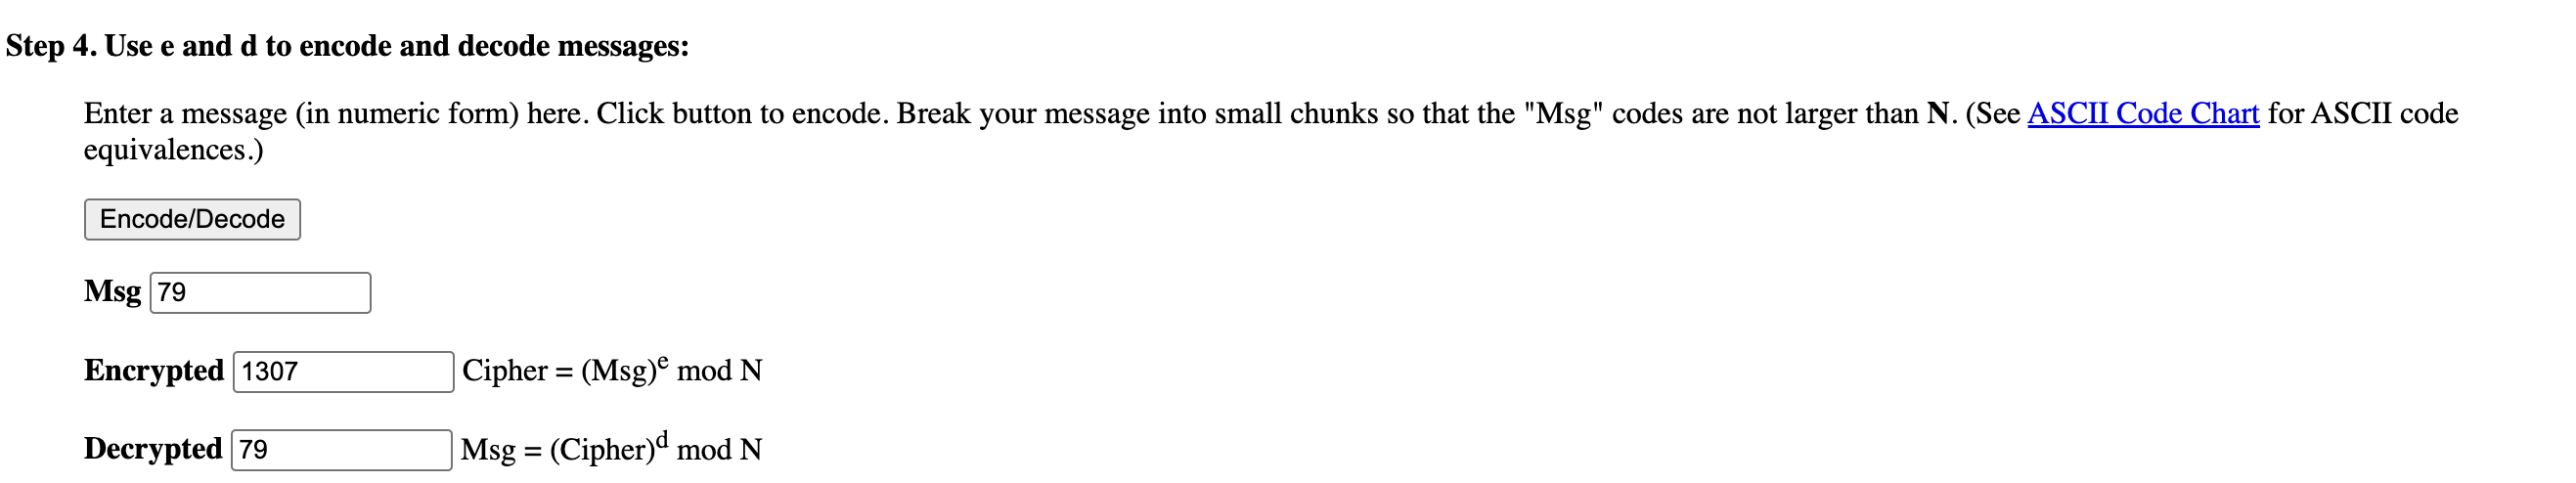 Step 4. Use e and d to encode and decode messages:
Enter a message (in numeric form) here. Click button to encode. Break your message into small chunks so that the "Msg" codes are not larger than N. (See ASCII Code Chart for ASCII code
equivalences.)
Encode/Decode
Msg 79
Encrypted 1307 Cipher = (Msg)^e mod N
Decrypted 79 Msg = (Cipher)^d mod N